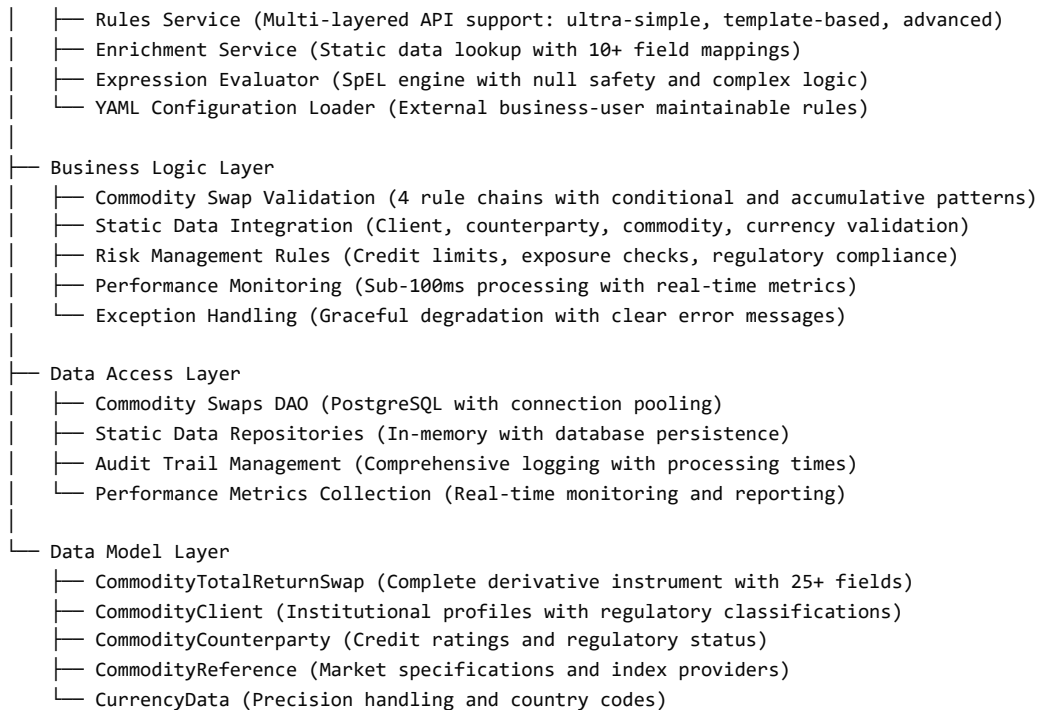 │   ├── Rules Service (Multi-layered API support: ultra-simple, template-based, advanced)
│   ├── Enrichment Service (Static data lookup with 10+ field mappings)
│   ├── Expression Evaluator (SpEL engine with null safety and complex logic)
│   └── YAML Configuration Loader (External business-user maintainable rules)
│
├── Business Logic Layer
│   ├── Commodity Swap Validation (4 rule chains with conditional and accumulative patterns)
│   ├── Static Data Integration (Client, counterparty, commodity, currency validation)
│   ├── Risk Management Rules (Credit limits, exposure checks, regulatory compliance)
│   ├── Performance Monitoring (Sub-100ms processing with real-time metrics)
│   └── Exception Handling (Graceful degradation with clear error messages)
│
├── Data Access Layer
│   ├── Commodity Swaps DAO (PostgreSQL with connection pooling)
│   ├── Static Data Repositories (In-memory with database persistence)
│   ├── Audit Trail Management (Comprehensive logging with processing times)
│   └── Performance Metrics Collection (Real-time monitoring and reporting)
│
└── Data Model Layer
    ├── CommodityTotalReturnSwap (Complete derivative instrument with 25+ fields)
    ├── CommodityClient (Institutional profiles with regulatory classifications)
    ├── CommodityCounterparty (Credit ratings and regulatory status)
    ├── CommodityReference (Market specifications and index providers)
    └── CurrencyData (Precision handling and country codes)